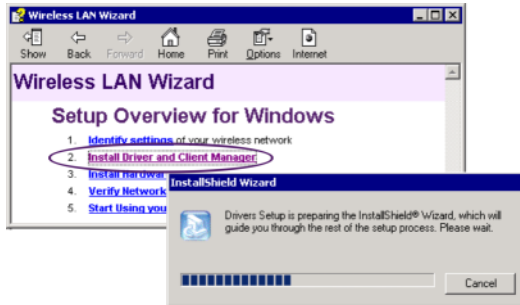 Wireless LAN Wizard
Show Back Forward Home Print Options Internet
Wireless LAN Wizard
Setup Overview for Windows
1. Identify settings of your wireless network
2. Install Driver and Client Manager
3. Install Hardwar
4. Verify Network
5. Start Using you
InstallShield Wizard
Drivers Setup is preparing the InstallShield® Wizard, which will
guide you through the rest of the setup process. Please wait.
Cancel